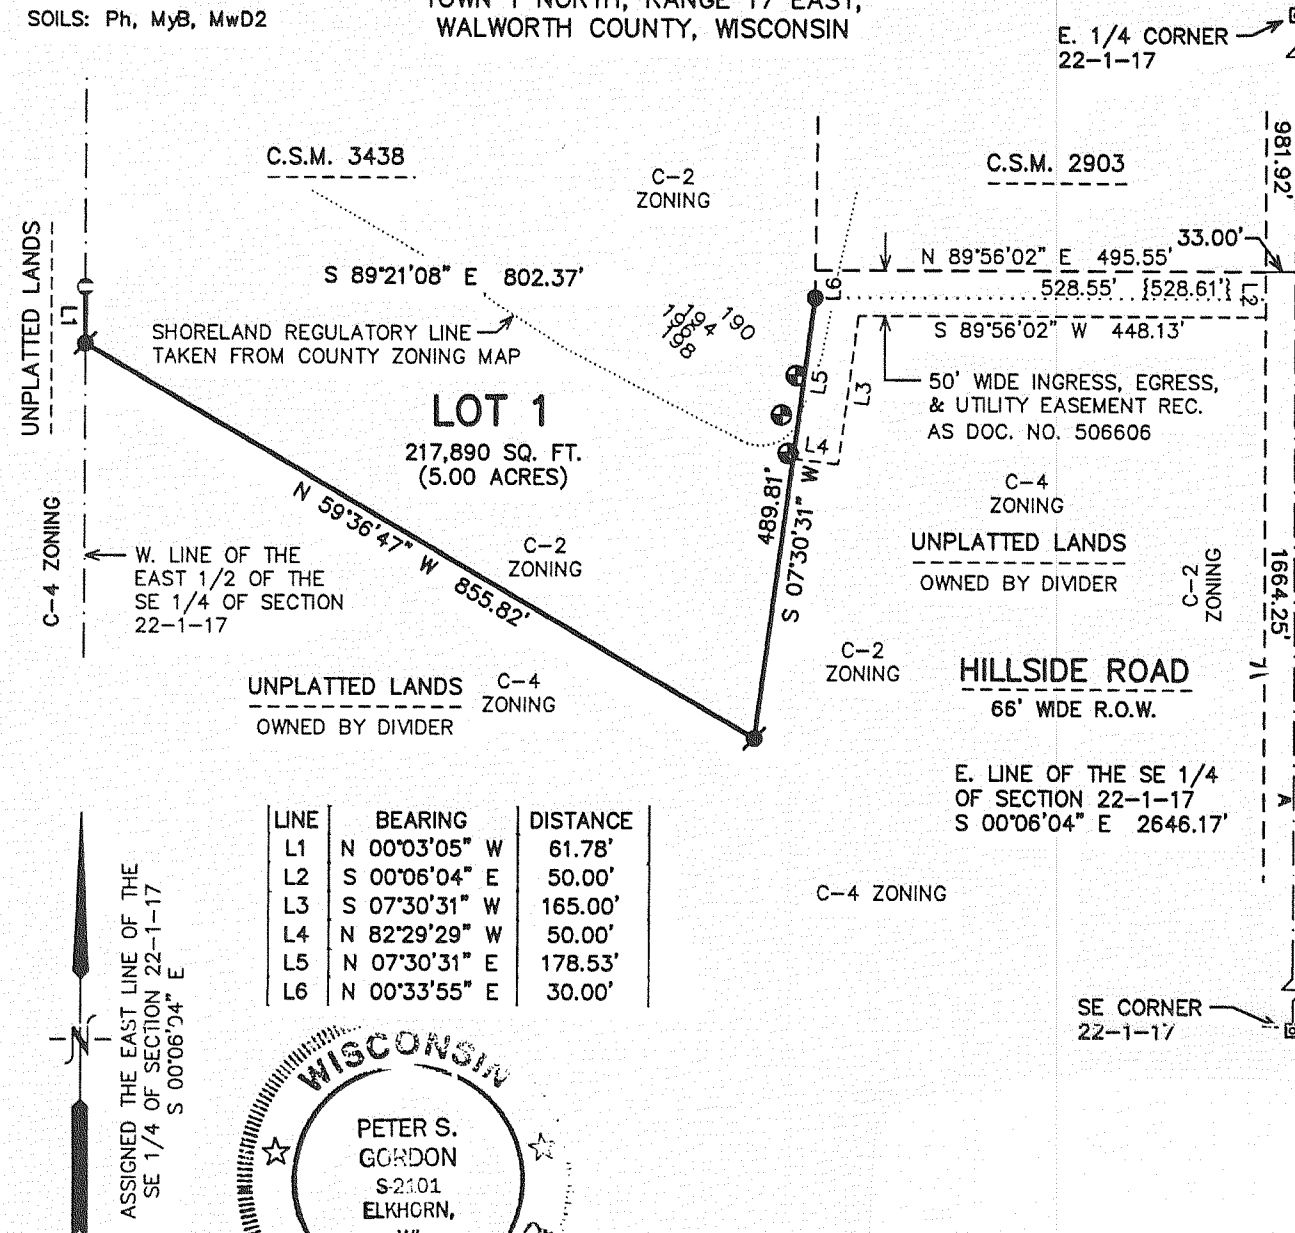 SOILS: Ph, MyB, MwD2
TOWN 1 NORTH, RANGE 17 EAST,
WALWORTH COUNTY, WISCONSIN
E. 1/4 CORNER
22-1-17
981.92'
C.S.M. 3438
C-2
ZONING
C.S.M. 2903
33.00'
UNPLATTED LANDS
L1
S 89°21'08" E 802.37'
N 89°56'02" E 495.55'
L6
528.55' {528.61'}
L2
SHORELAND REGULATORY LINE
TAKEN FROM COUNTY ZONING MAP
190
194
196
198
S 89°56'02" W 448.13'
L5
L3
50' WIDE INGRESS, EGRESS,
& UTILITY EASEMENT REC.
AS DOC. NO. 506606
LOT 1
217,890 SQ. FT.
(5.00 ACRES)
L4
N 59°36'47" W 855.82'
489.81'
S 07°30'31" W
C-4
ZONING
C-4 ZONING
W. LINE OF THE
EAST 1/2 OF THE
SE 1/4 OF SECTION
22-1-17
C-2
ZONING
UNPLATTED LANDS
OWNED BY DIVIDER
C-2
ZONING
1664.25'
UNPLATTED LANDS
OWNED BY DIVIDER
C-4
ZONING
C-2
ZONING
HILLSIDE ROAD
66' WIDE R.O.W.
E. LINE OF THE SE 1/4
OF SECTION 22-1-17
S 00°06'04" E 2646.17'
LINE BEARING DISTANCE
L1 N 00°03'05" W 61.78'
L2 S 00°06'04" E 50.00'
L3 S 07°30'31" W 165.00'
L4 N 82°29'29" W 50.00'
L5 N 07°30'31" E 178.53'
L6 N 00°33'55" E 30.00'
C-4 ZONING
N
ASSIGNED THE EAST LINE OF THE
SE 1/4 OF SECTION 22-1-17
S 00°06'04" E
SE CORNER
22-1-17
WISCONSIN
PETER S.
GORDON
S-2101
ELKHORN,